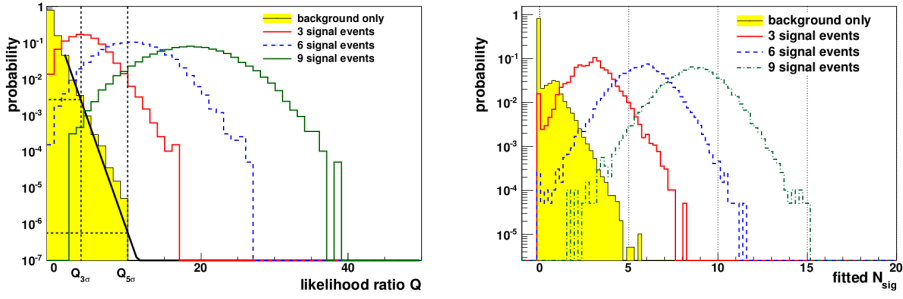 probability
1
10^-1
10^-2
10^-3
10^-4
10^-5
10^-6
10^-7
background only
3 signal events
6 signal events
9 signal events
0 20 40
Q_3σ Q_5σ
likelihood ratio Q
probability
1
10^-1
10^-2
10^-3
10^-4
10^-5
background only
3 signal events
6 signal events
9 signal events
0 5 10 15 20
fitted N_sig